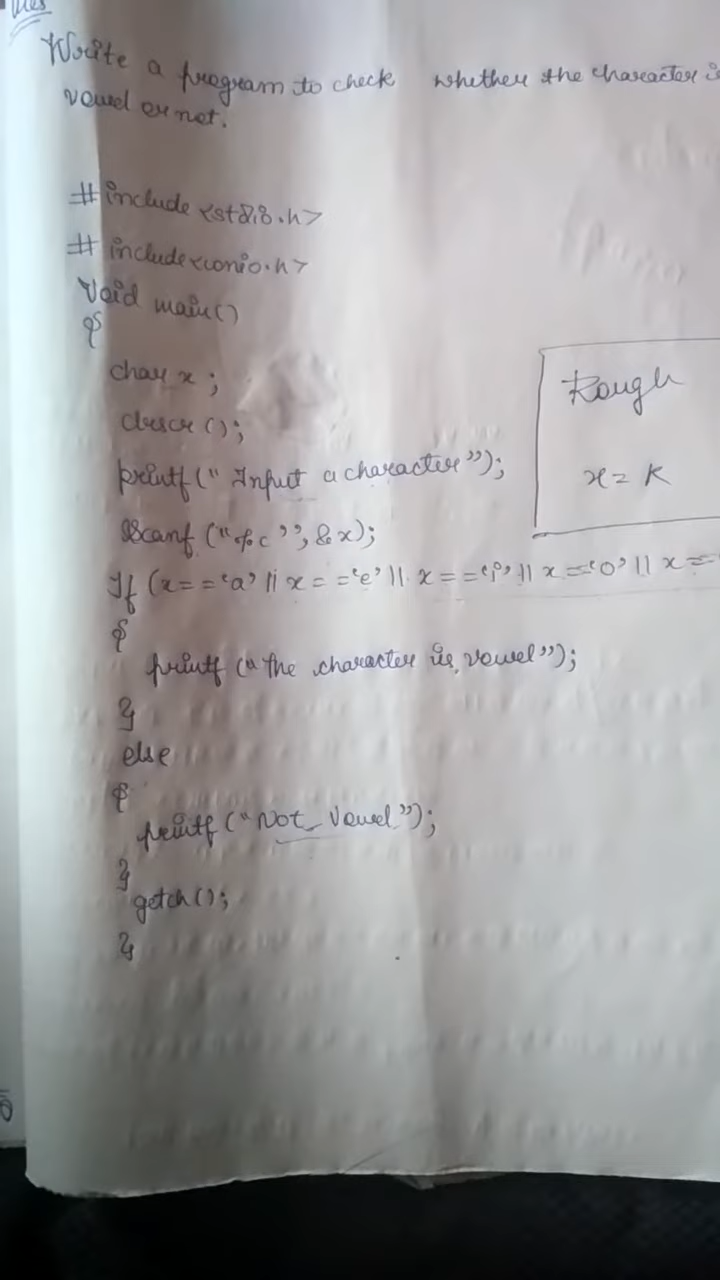 Write a program to check whether the character is
vowel or not.
#include <stdio.h>
#include <conio.h>
Void main()
{
char x;
clrscr();
printf(" Input a character");
Scanf ("%c", &x);
If (x=='a' || x=='e' || x=='i' || x=='o' || x==
{
printf ("The character is vowel");
}
else
{
printf ("Not Vowel");
}
getch();
}
Rough
x = K